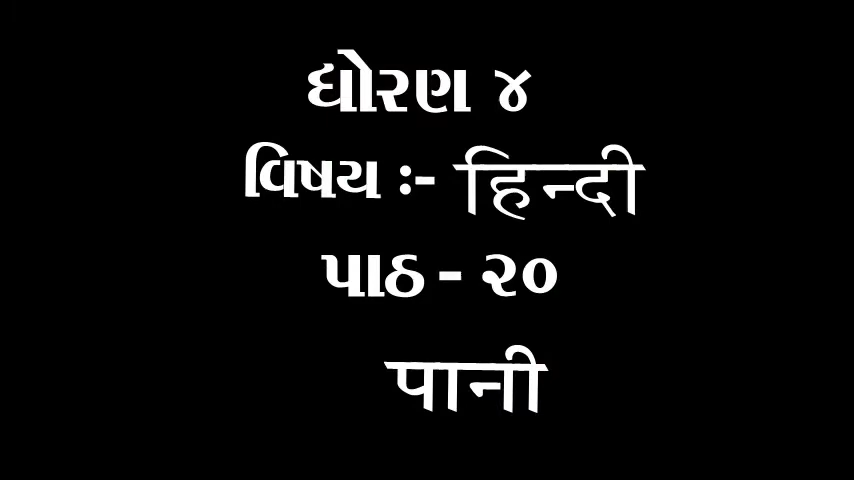 ધોરણ ૪
વિષય :- हिन्दी
પાઠ - ૨૦
पानी